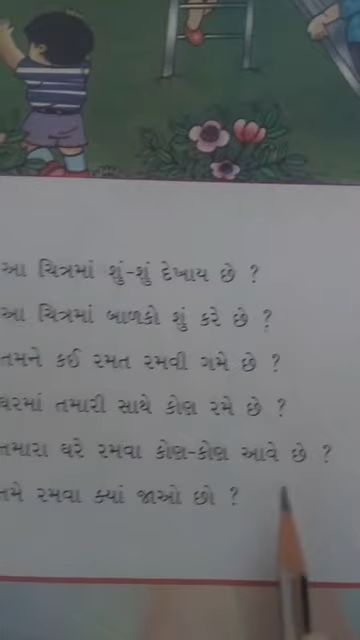 આ ચિત્રમાં શું-શું દેખાય છે ?
આ ચિત્રમાં બાળકો શું કરે છે ?
તમને કઈ રમત રમવી ગમે છે ?
ઘરમાં તમારી સાથે કોણ રમે છે ?
તમારા ઘરે રમવા કોણ-કોણ આવે છે ?
તમે રમવા ક્યાં જાઓ છો ?